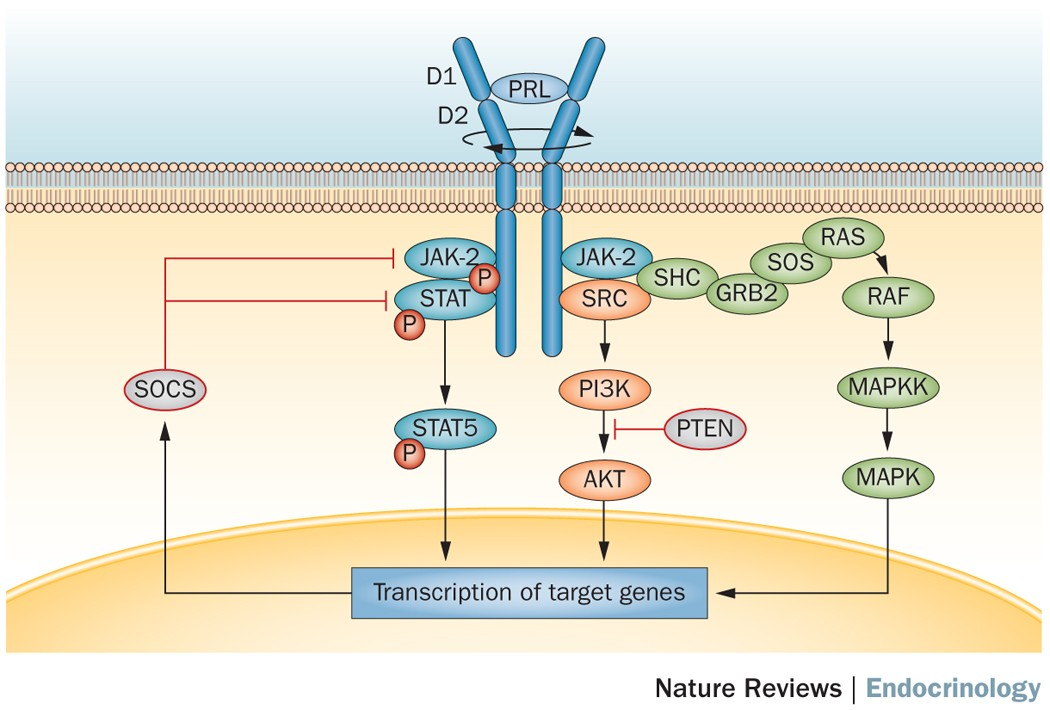 D1
PRL
D2
JAK-2
P
STAT
P
JAK-2
SRC
SHC
GRB2
SOS
RAS
RAF
SOCS
PI3K
MAPKK
STAT5
P
PTEN
AKT
MAPK
Transcription of target genes
Nature Reviews | Endocrinology